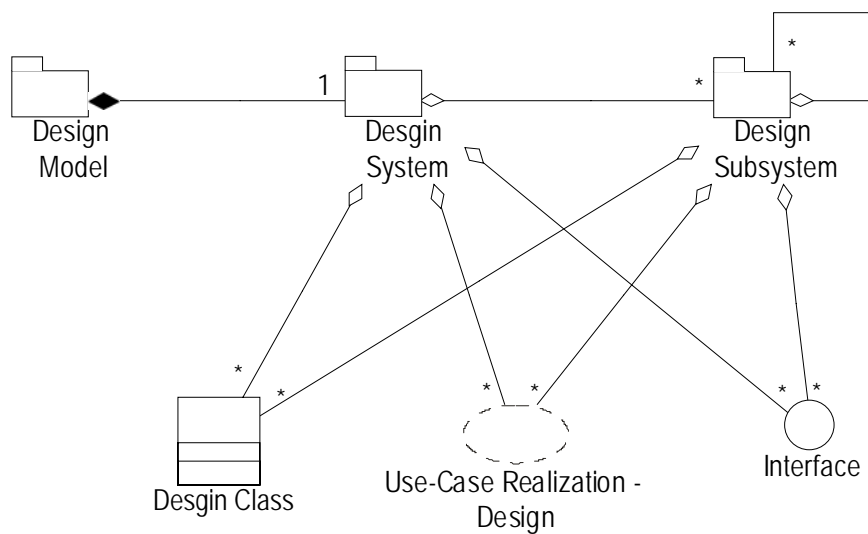 *
1
*
Design
Model
Desgin
System
Design
Subsystem
*
*
*
*
*
*
Desgin Class
Use-Case Realization -
Design
Interface